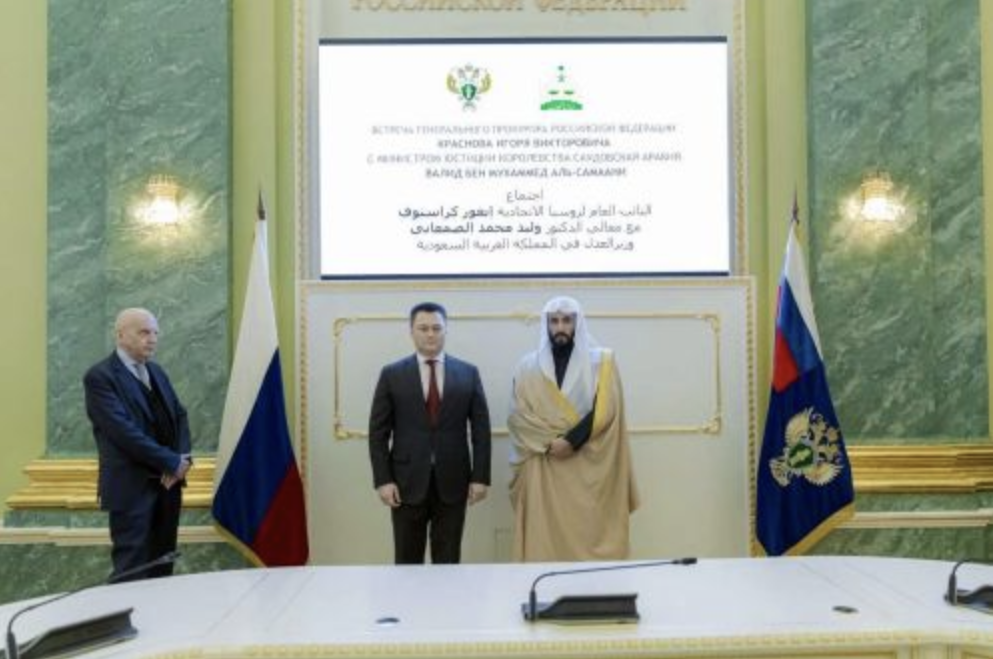 РОССИЙСКОЙ ФЕДЕРАЦИИ
ВСТРЕЧА ГЕНЕРАЛЬНОГО ПРОКУРОРА РОССИЙСКОЙ ФЕДЕРАЦИИ
КРАСНОВА ИГОРЯ ВИКТОРОВИЧА
С МИНИСТРОМ ЮСТИЦИИ КОРОЛЕВСТВА САУДОВСКАЯ АРАВИЯ
ВАЛИД БЕН МУХАММЕД АЛЬ-САМААНИ
اجتماع
النائب العام لروسيا الاتحادية إيغور كراسنوف
مع معالي الدكتور وليد محمد الصمعاني
وزير العدل في المملكة العربية السعودية